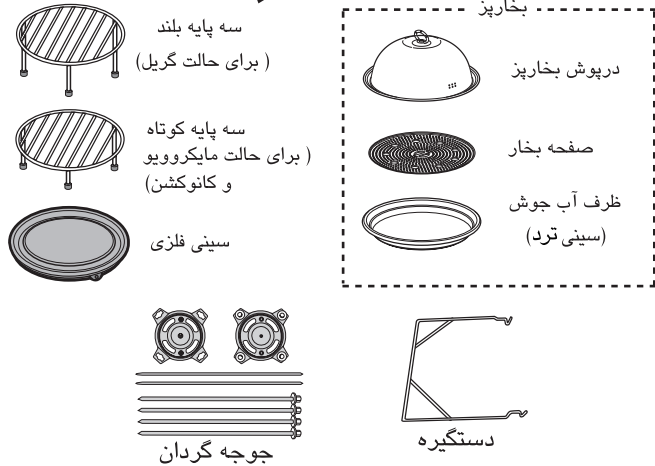 بخارپز
درپوش بخارپز
صفحه بخار
ظرف آب جوش
(سینی ترد)
سه پایه بلند
( برای حالت گریل)
سه پایه کوتاه
( برای حالت مایکروویو
و کانوکشن)
سینی فلزی
دستگیره
جوجه گردان